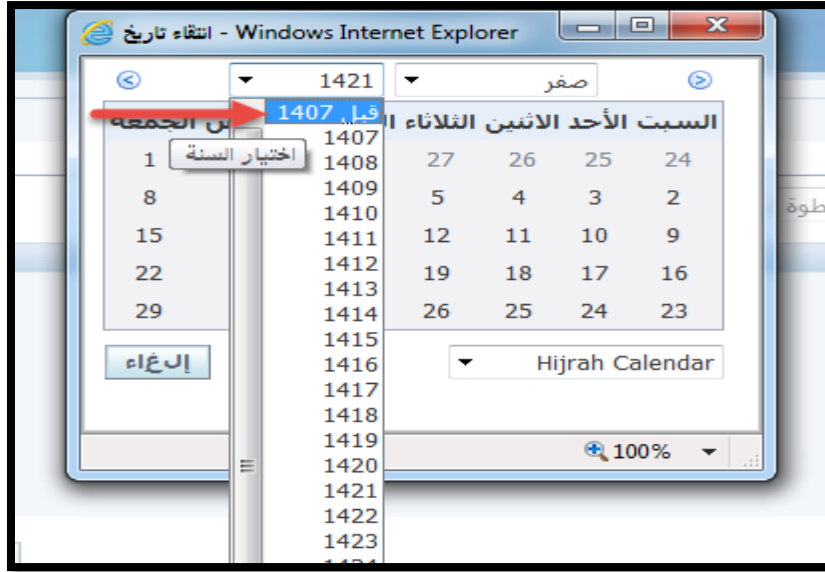 انتقاء تاريخ - Windows Internet Explorer
صفر 1421
قبل 1407
السبت الأحد الاثنين الثلاثاء الجمعة
اختيار السنة
24 25 26 27 1
2 3 4 5 8
9 10 11 12 15
16 17 18 19 22
23 24 25 26 29
1407
1408
1409
1410
1411
1412
1413
1414
1415
1416
1417
1418
1419
1420
1421
1422
1423
طوة
Hijrah Calendar
إلغاء
100%